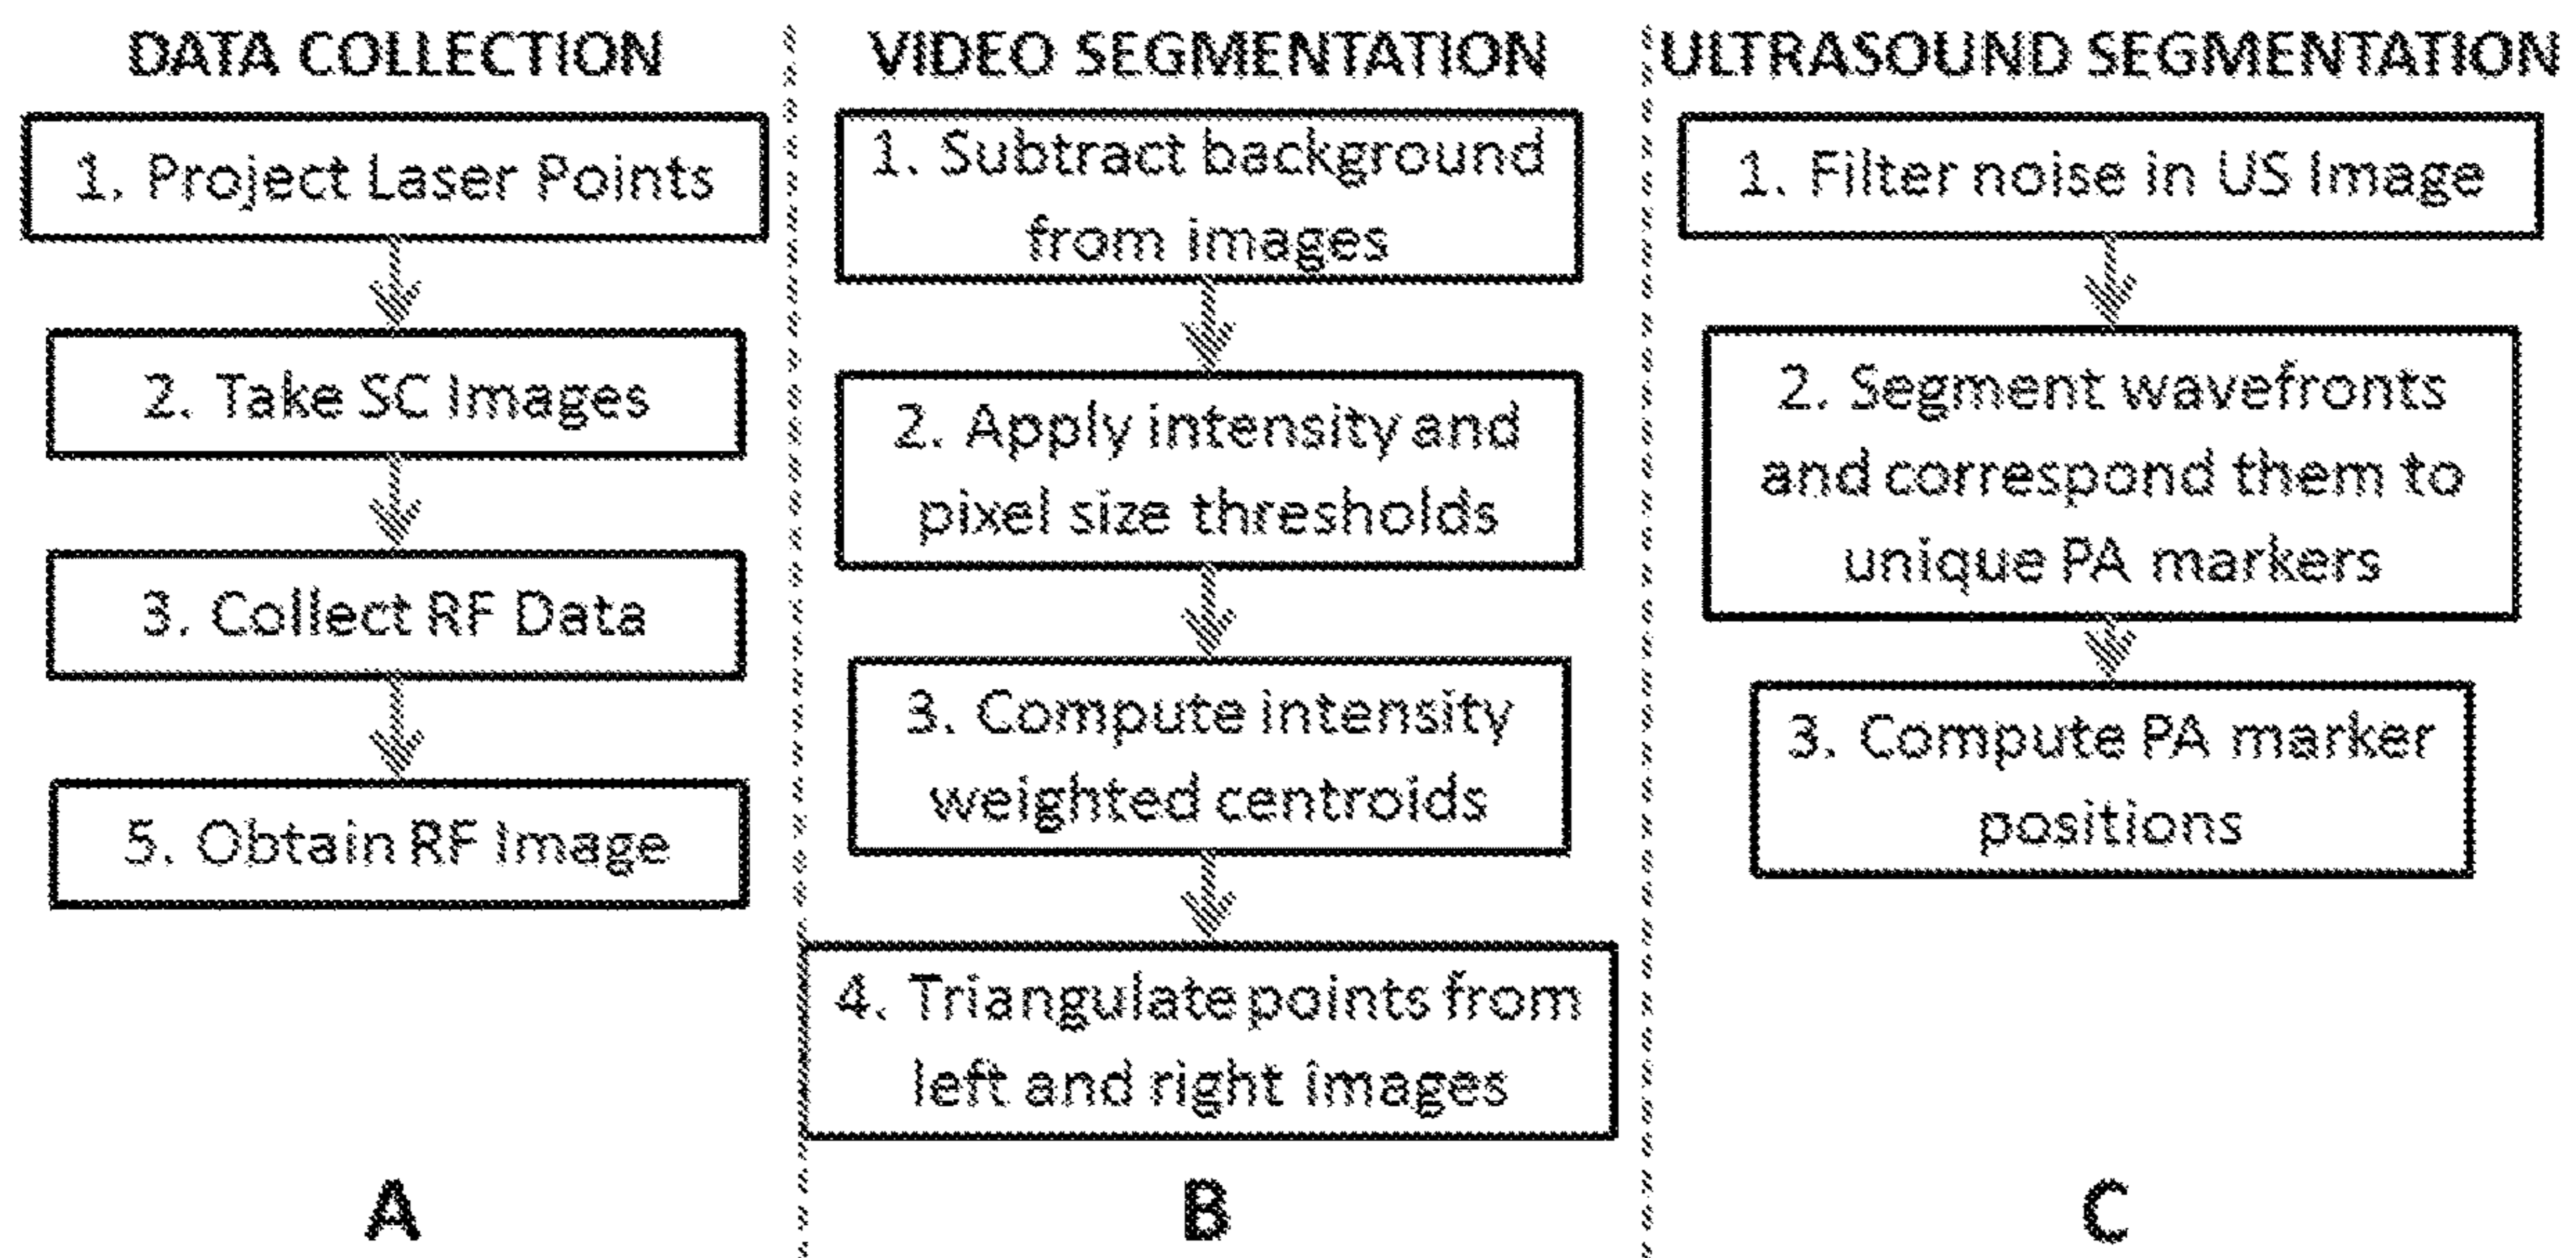 DATA COLLECTION
1. Project Laser Points
2. Take SC Images
3. Collect RF Data
5. Obtain RF Image
A
VIDEO SEGMENTATION
1. Subtract background
from images
2. Apply intensity and
pixel size thresholds
3. Compute intensity
weighted centroids
4. Triangulate points from
left and right images
B
ULTRASOUND SEGMENTATION
1. Filter noise in US Image
2. Segment wavefronts
and correspond them to
unique PA markers
3. Compute PA marker
positions
C